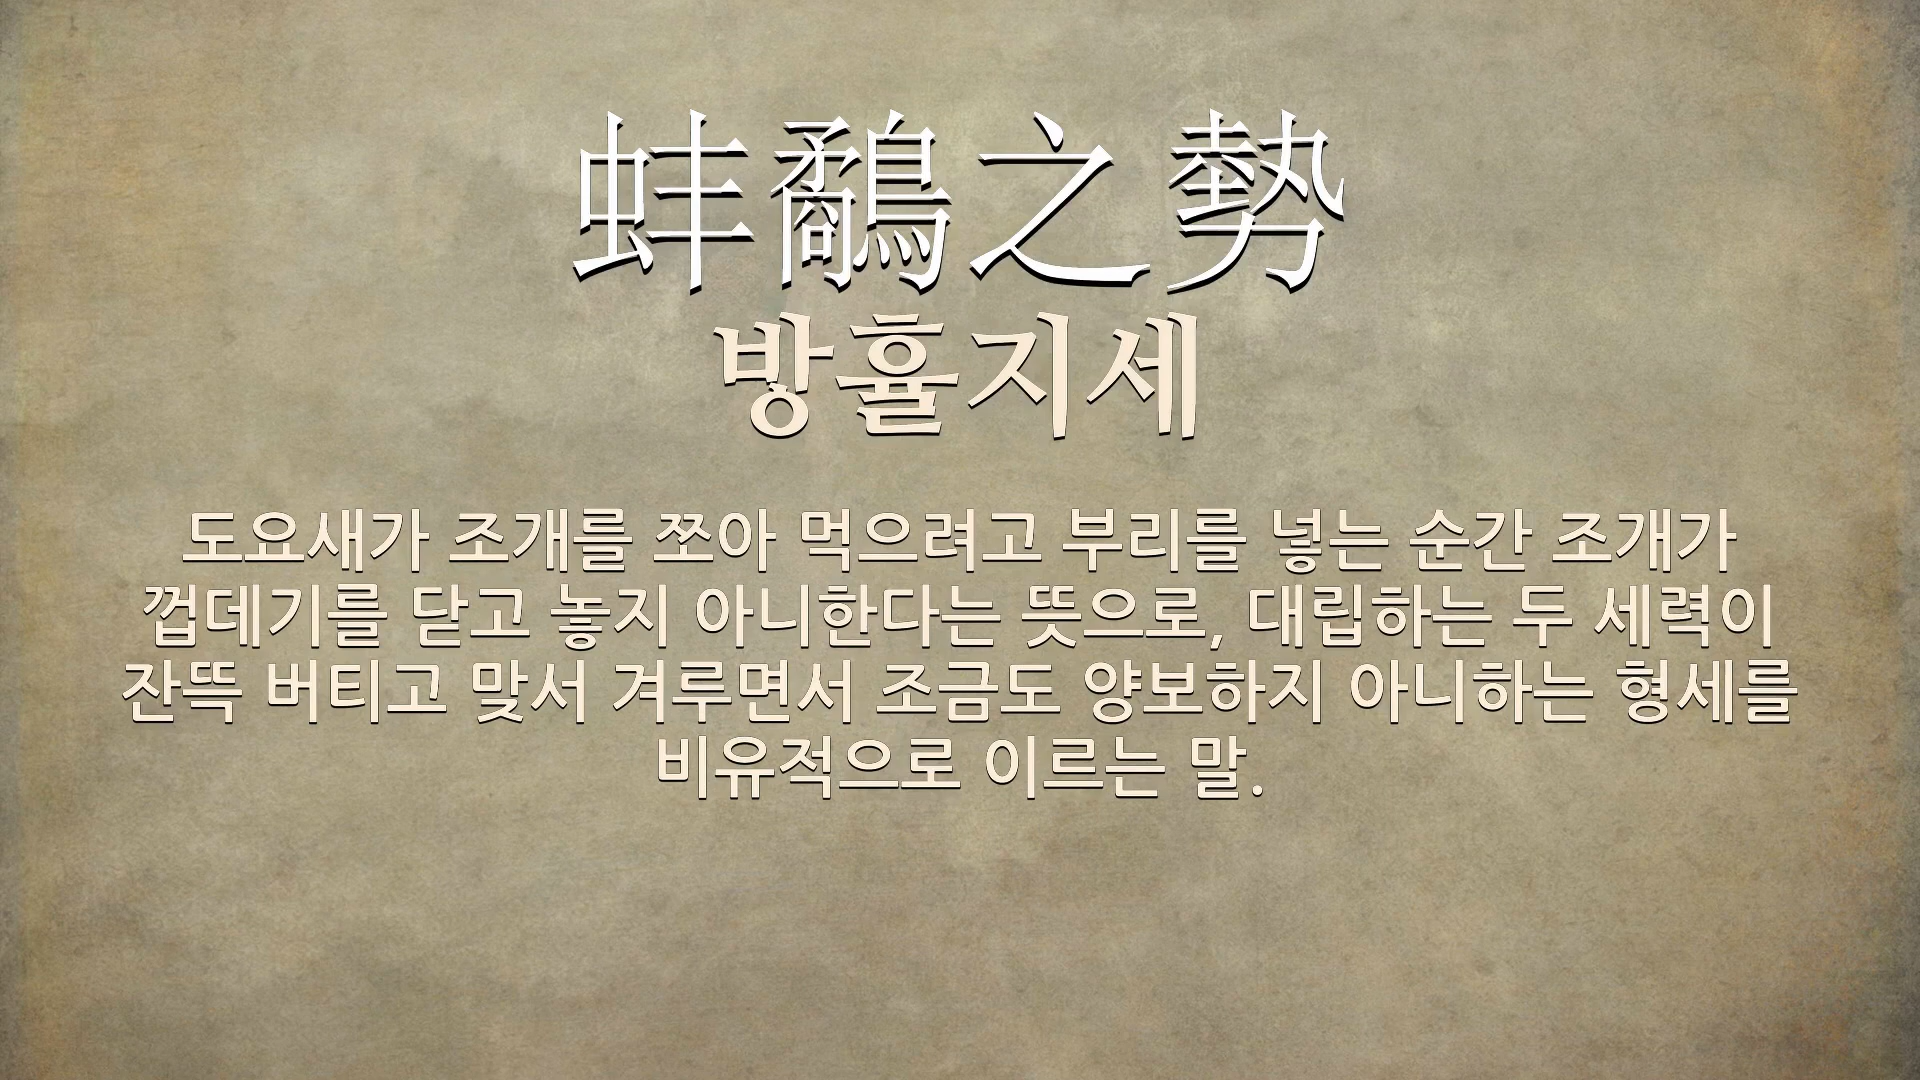 蚌鷸之勢
방휼지세
도요새가 조개를 쪼아 먹으려고 부리를 넣는 순간 조개가
껍데기를 닫고 놓지 아니한다는 뜻으로, 대립하는 두 세력이
잔뜩 버티고 맞서 겨루면서 조금도 양보하지 아니하는 형세를
비유적으로 이르는 말.